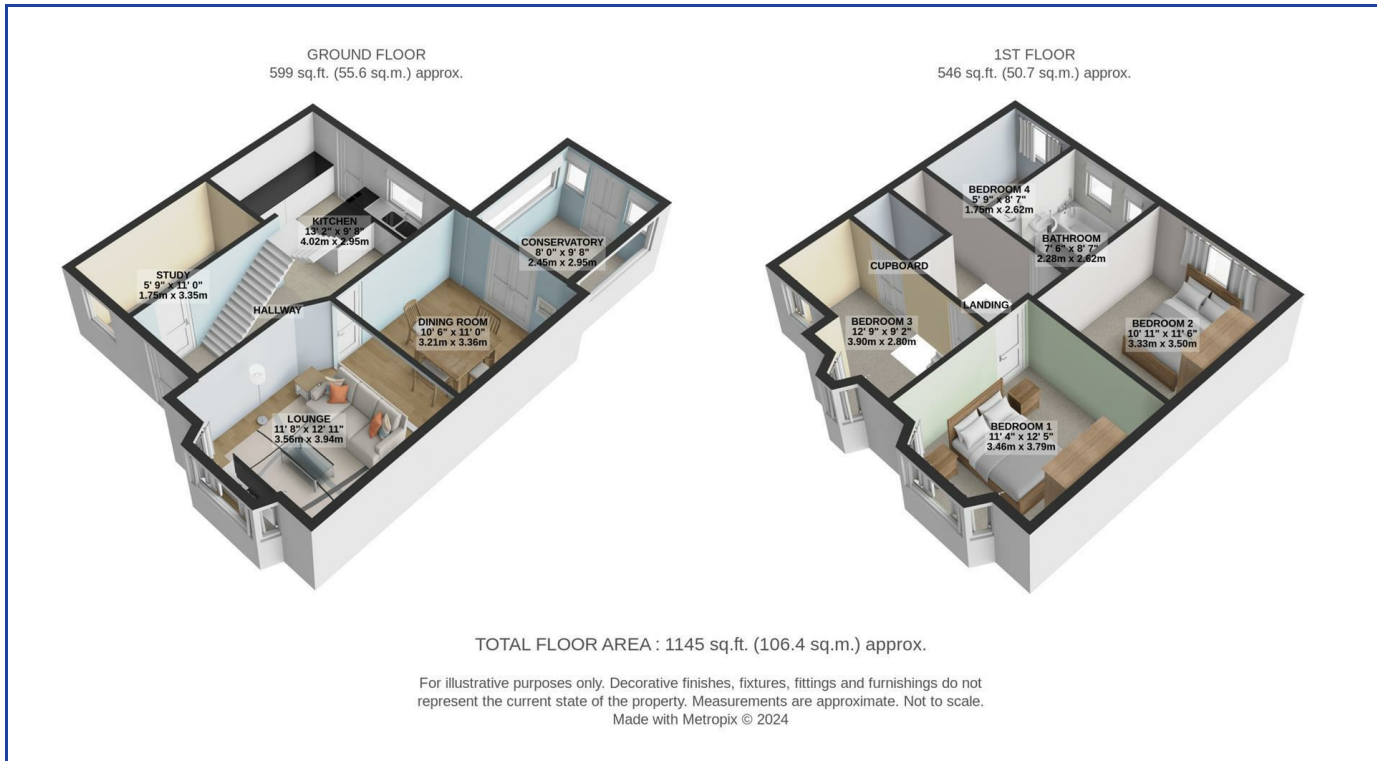 GROUND FLOOR
599 sq.ft. (55.6 sq.m.) approx.
KITCHEN
13' 2" x 9' 8"
4.02m x 2.95m
CONSERVATORY
8' 0" x 9' 8"
2.45m x 2.95m
STUDY
5' 9" x 11' 0"
1.75m x 3.35m
HALLWAY
DINING ROOM
10' 6" x 11' 0"
3.21m x 3.36m
LOUNGE
11' 8" x 12' 11"
3.56m x 3.94m
1ST FLOOR
546 sq.ft. (50.7 sq.m.) approx.
BEDROOM 4
5' 9" x 8' 7"
1.75m x 2.62m
BATHROOM
7' 6" x 8' 7"
2.28m x 2.62m
CUPBOARD
LANDING
BEDROOM 3
12' 9" x 9' 2"
3.90m x 2.80m
BEDROOM 2
10' 11" x 11' 6"
3.33m x 3.50m
BEDROOM 1
11' 4" x 12' 5"
3.46m x 3.79m
TOTAL FLOOR AREA : 1145 sq.ft. (106.4 sq.m.) approx.
For illustrative purposes only. Decorative finishes, fixtures, fittings and furnishings do not
represent the current state of the property. Measurements are approximate. Not to scale.
Made with Metropix © 2024